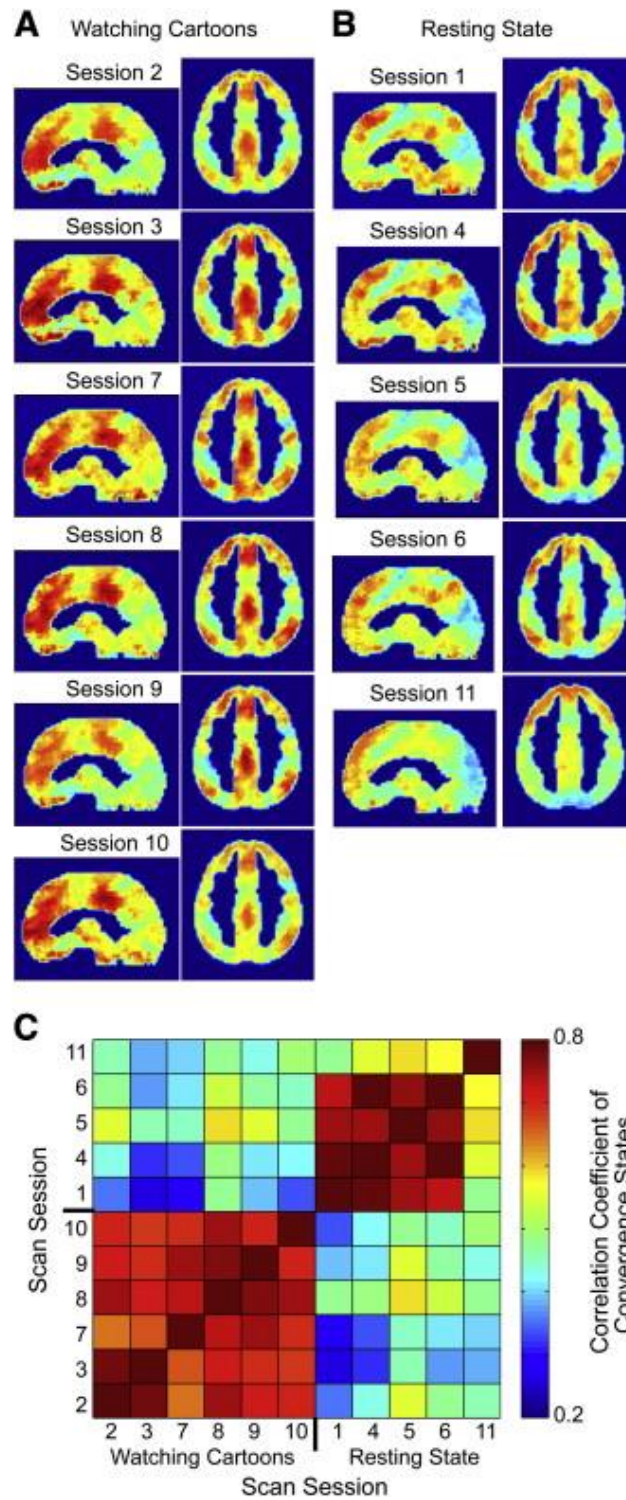 A Watching Cartoons
B Resting State
Session 2
Session 1
Session 3
Session 4
Session 7
Session 5
Session 8
Session 6
Session 9
Session 11
Session 10
C
11
6
5
4
1
10
9
8
7
3
2
Scan Session
2 3 7 8 9 10 1 4 5 6 11
Watching Cartoons Resting State
Scan Session
0.8
0.2
Correlation Coefficient of
Convergence States